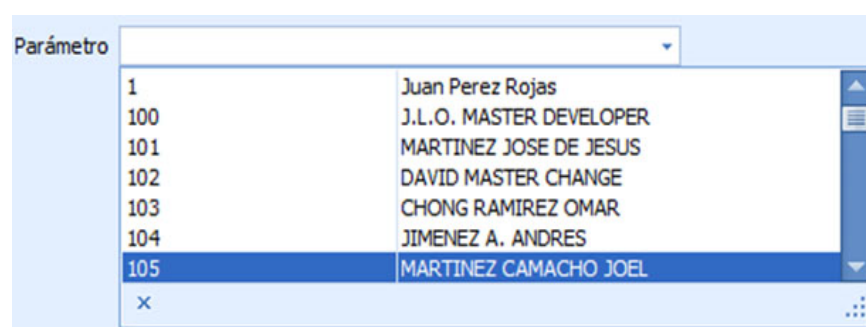 Parámetro
1 Juan Perez Rojas
100 J.L.O. MASTER DEVELOPER
101 MARTINEZ JOSE DE JESUS
102 DAVID MASTER CHANGE
103 CHONG RAMIREZ OMAR
104 JIMENEZ A. ANDRES
105 MARTINEZ CAMACHO JOEL